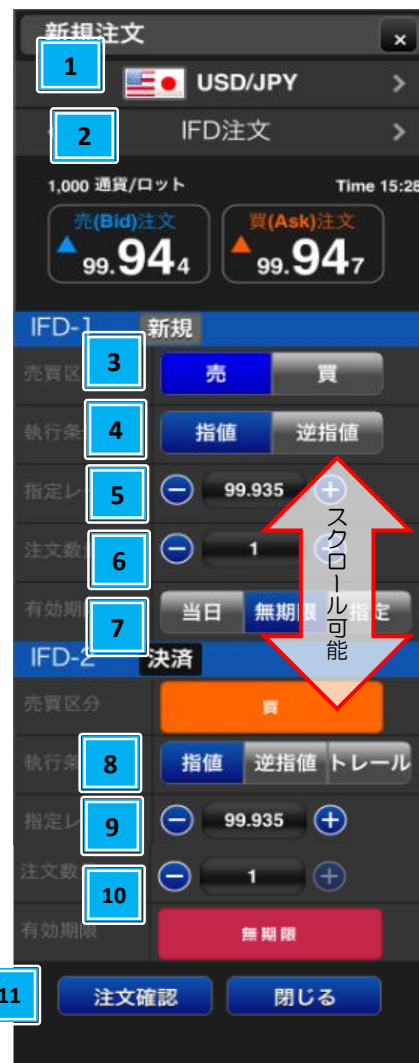 新規注文
×
1
USD/JPY
2
IFD注文
1,000 通貨/ロット Time 15:28
売(Bid)注文 買(Ask)注文
99.944 99.947
IFD-1 新規
売買区 3 売 買
執行条 4 指値 逆指値
指定レ 5 99.935
注文数 6 1
有効期 7 当日 無期限 指定
スクロール可能
IFD-2 決済
売買区分 買
執行条 8 指値 逆指値 トレール
指定レ 9 99.935
注文数 10 1
有効期限 無期限
11 注文確認 閉じる